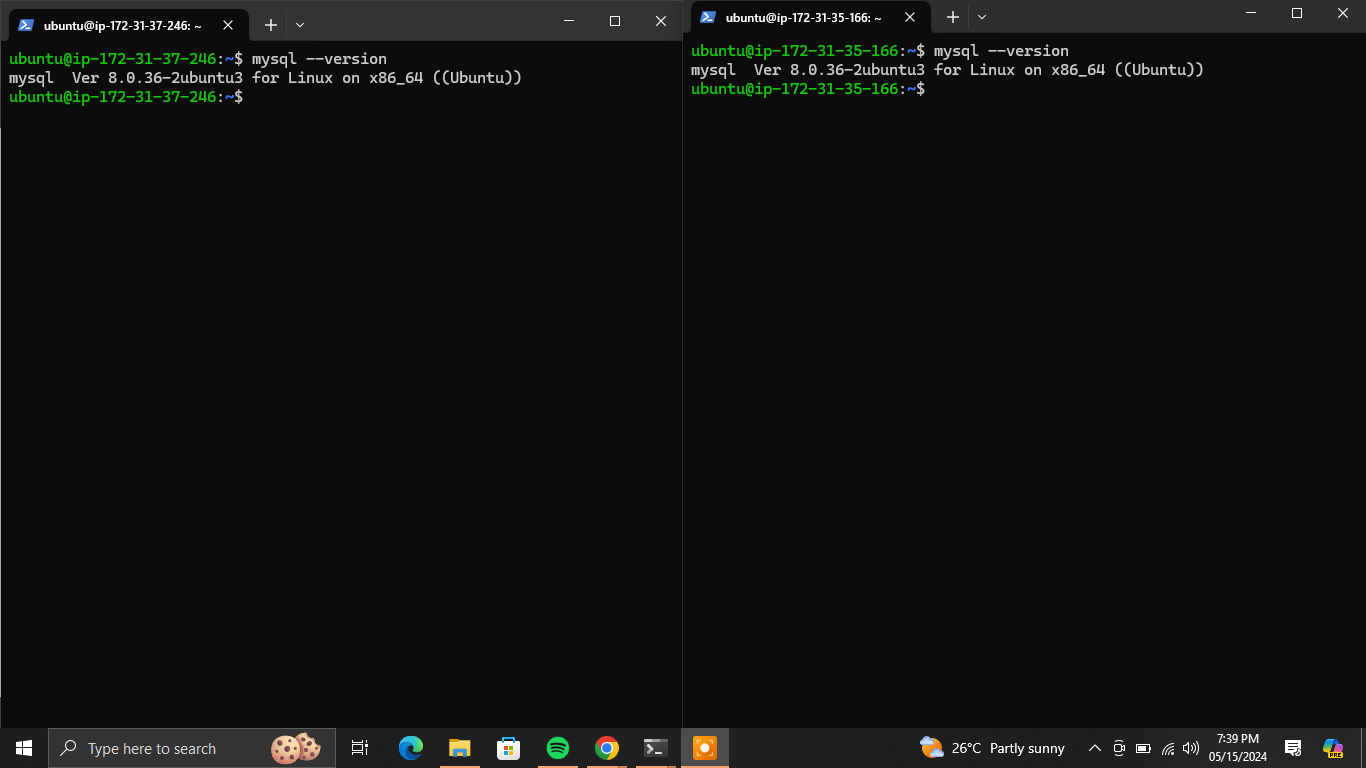 ubuntu@ip-172-31-37-246: ~
ubuntu@ip-172-31-37-246:~$ mysql --version
mysql  Ver 8.0.36-2ubuntu3 for Linux on x86_64 ((Ubuntu))
ubuntu@ip-172-31-37-246:~$
ubuntu@ip-172-31-35-166: ~
ubuntu@ip-172-31-35-166:~$ mysql --version
mysql  Ver 8.0.36-2ubuntu3 for Linux on x86_64 ((Ubuntu))
ubuntu@ip-172-31-35-166:~$
Type here to search
26°C Partly sunny
7:39 PM
05/15/2024
PRE